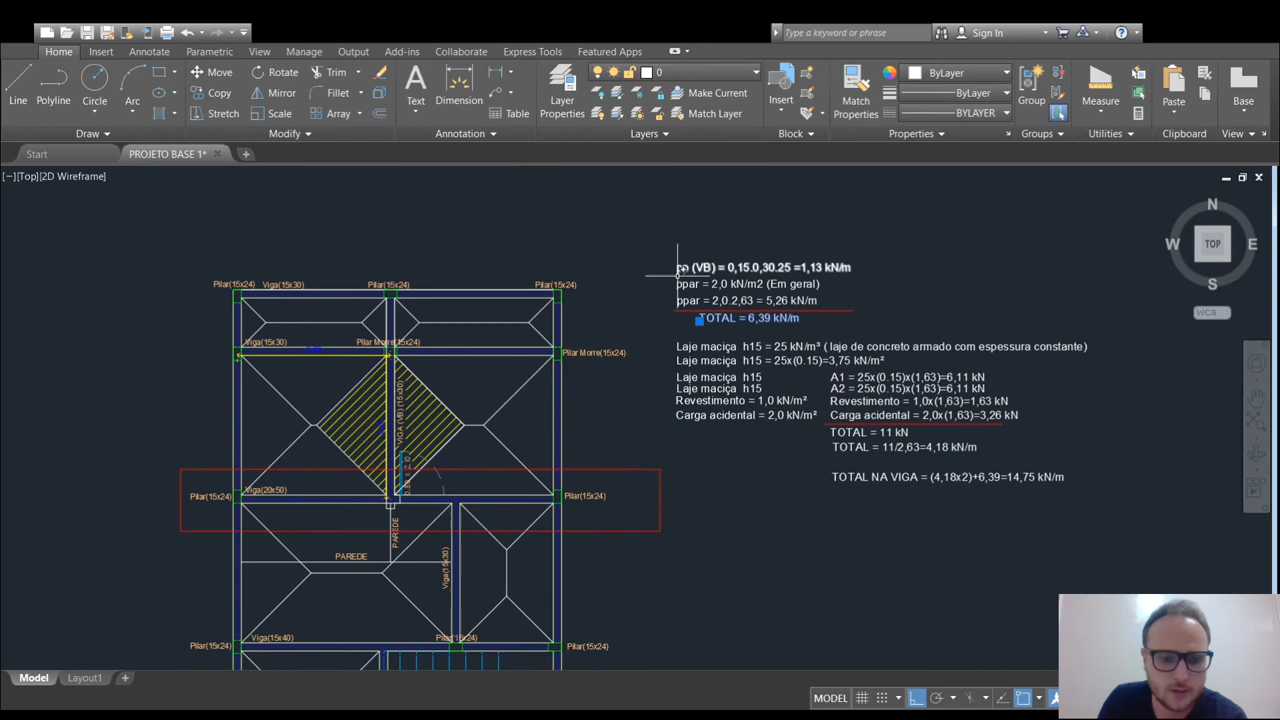 Type a keyword or phrase
Sign In
Home Insert Annotate Parametric View Manage Output Add-ins Collaborate Express Tools Featured Apps
Line Polyline Circle Arc
Move Rotate Trim
Copy Mirror Fillet
Stretch Scale Array
Text Dimension Table
Layer Properties
0
Make Current
Match Layer
Insert
Match Properties
ByLayer
ByLayer
BYLAYER
Group Measure Paste Base
Draw Modify Annotation Layers Block Properties Groups Utilities Clipboard View
Start PROJETO BASE 1*
[−][Top][2D Wireframe]
N
W TOP E
S
WCS
pp (VB) = 0,15.0,30.25 =1,13 kN/m
ppar = 2,0 kN/m2 (Em geral)
ppar = 2,0.2,63 = 5,26 kN/m
TOTAL = 6,39 kN/m
Laje maciça h15 = 25 kN/m³ ( laje de concreto armado com espessura constante)
Laje maciça h15 = 25x(0.15)=3,75 kN/m²
Laje maciça h15 A1 = 25x(0.15)x(1,63)=6,11 kN
Laje maciça h15 A2 = 25x(0.15)x(1,63)=6,11 kN
Revestimento = 1,0 kN/m² Revestimento = 1,0x(1,63)=1,63 kN
Carga acidental = 2,0 kN/m² Carga acidental = 2,0x(1,63)=3,26 kN
TOTAL = 11 kN
TOTAL = 11/2,63=4,18 kN/m
TOTAL NA VIGA = (4,18x2)+6,39=14,75 kN/m
Pilar(15x24) Viga(15x30) Pilar(15x24)
Viga(15x30) Pilar Morre(15x24) Pilar Morre(15x24)
VIGA (VB) (15x30)
Pilar(15x24) Viga(20x50) Pilar(15x24)
PAREDE
PAREDE
Viga(15x30)
Pilar(15x24) Viga(15x40) Pilar(15x24) Pilar(15x24)
Model Layout1
MODEL